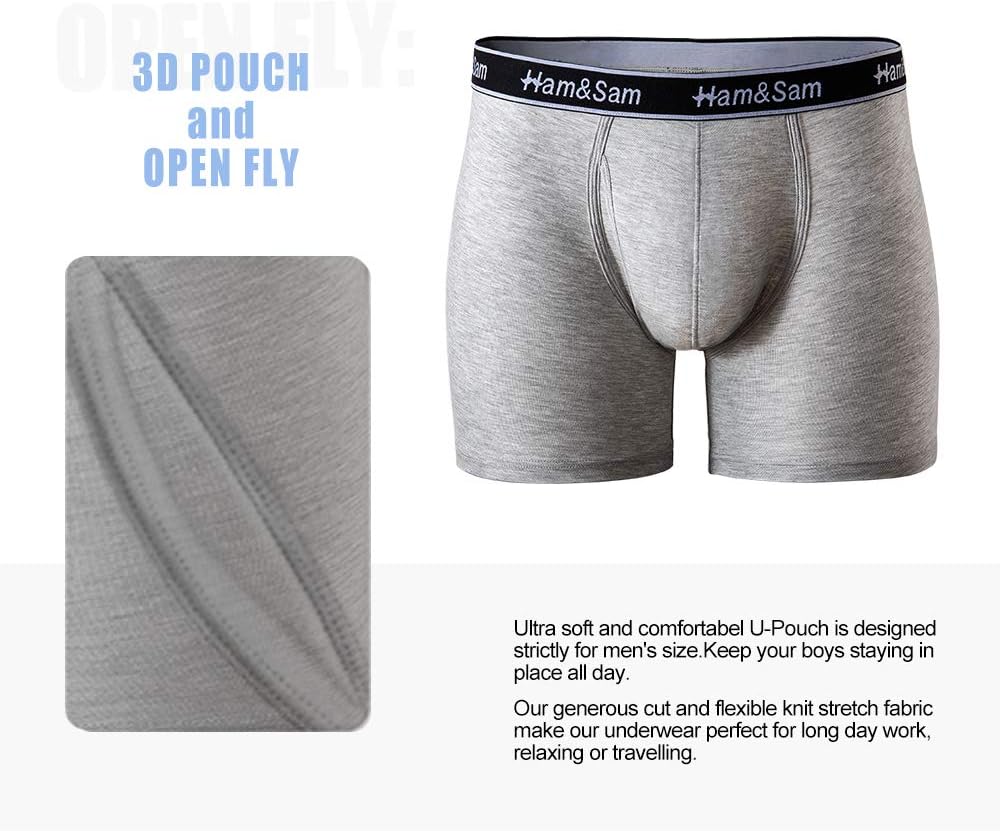 OPEN FLY:
3D POUCH
and
OPEN FLY
Sam
Ham&Sam
Ham&Sam
Ham
Ultra soft and comfortabel U-Pouch is designed
strictly for men's size.Keep your boys staying in
place all day.
Our generous cut and flexible knit stretch fabric
make our underwear perfect for long day work,
relaxing or travelling.